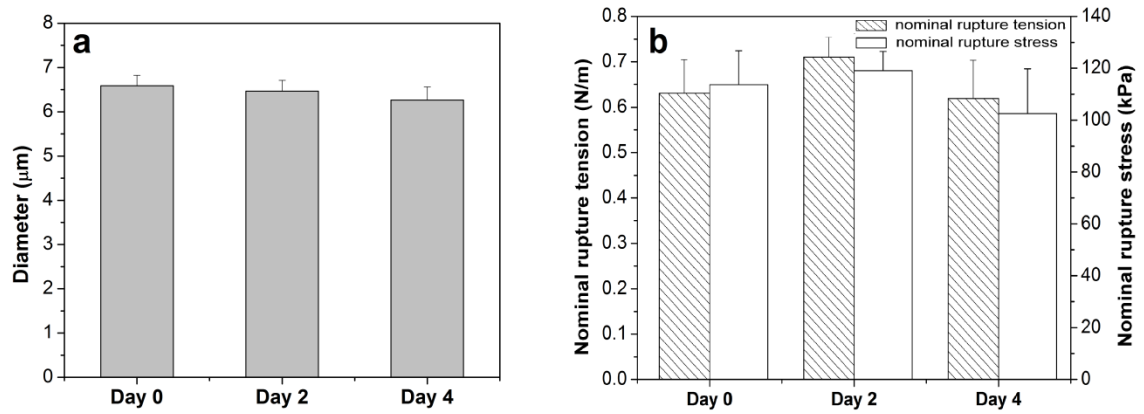 a
Diameter (μm)
8
7
6
5
4
3
2
1
0
Day 0 Day 2 Day 4
b
nominal rupture tension
nominal rupture stress
Nominal rupture tension (N/m)
0.8
0.7
0.6
0.5
0.4
0.3
0.2
0.1
0.0
Day 0 Day 2 Day 4
140
120
100
80
60
40
20
0
Nominal rupture stress (kPa)